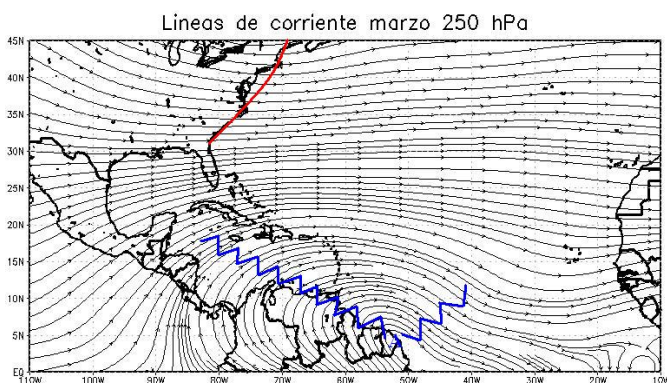 Líneas de corriente marzo 250 hPa
45N
40N
35N
30N
25N
20N
15N
10N
5N
EQ
110W 100W 90W 80W 70W 60W 50W 40W 30W 20W 10W